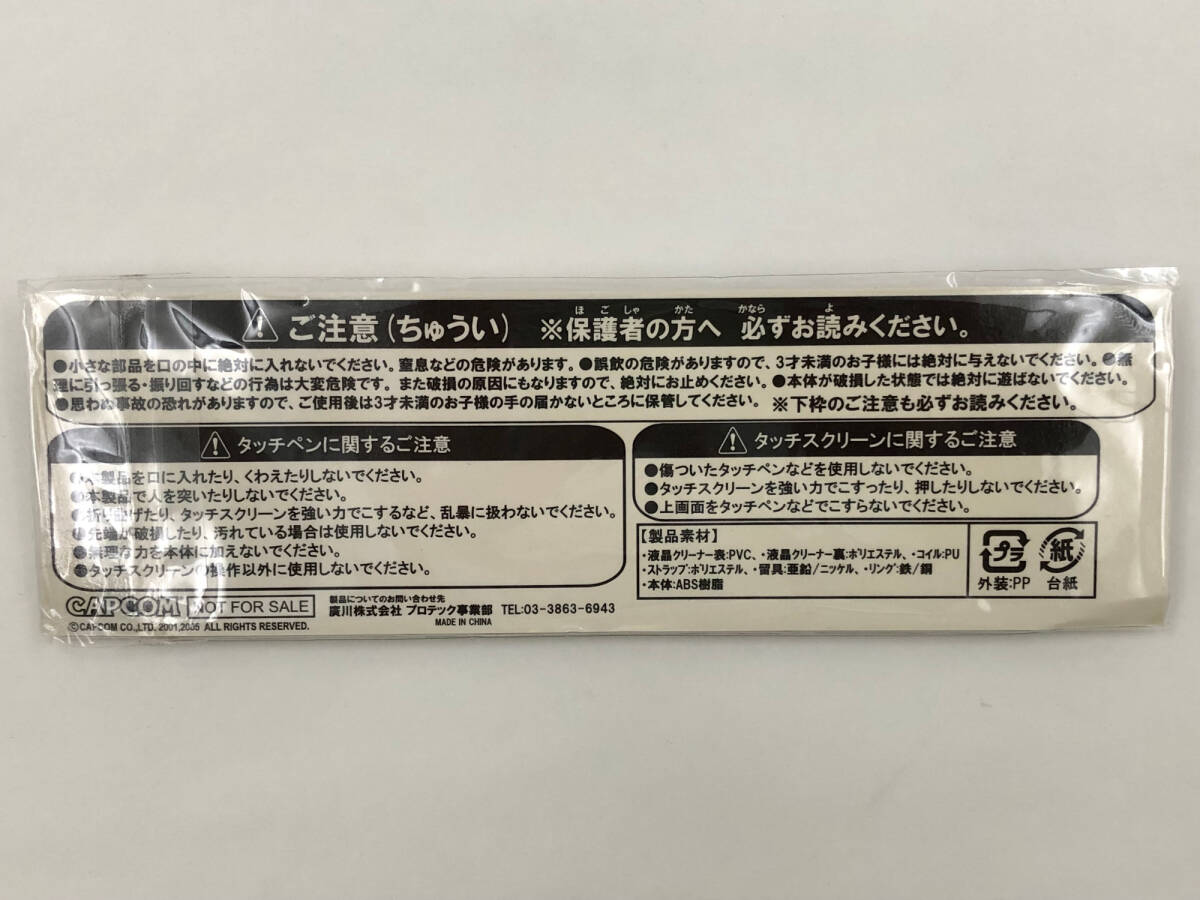 ほごしゃ かた かなら よ
ご注意(ちゅうい) ※保護者の方へ 必ずお読みください。
●小さな部品を口の中に絶対に入れないでください。窒息などの危険があります。●誤飲の危険がありますので、3才未満のお子様には絶対に与えないでください。●無
理に引っ張る・振り回すなどの行為は大変危険です。また破損の原因にもなりますので、絶対にお止めください。●本体が破損した状態では絶対に遊ばないでください。
●思わぬ事故の恐れがありますので、ご使用後は3才未満のお子様の手の届かないところに保管してください。 ※下枠のご注意も必ずお読みください。
タッチペンに関するご注意
●本製品を口に入れたり、くわえたりしないでください。
●本製品で人を突いたりしないでください。
●折り曲げたり、タッチスクリーンを強い力でこするなど、乱暴に扱わないでください。
●先端が破損したり、汚れている場合は使用しないでください。
●無理な力を本体に加えないでください。
●タッチスクリーンの操作以外に使用しないでください。
タッチスクリーンに関するご注意
●傷ついたタッチペンなどを使用しないでください。
●タッチスクリーンを強い力でこすったり、押したりしないでください。
●上画面をタッチペンなどでこすらないでください。
【製品素材】
・液晶クリーナー表:PVC、・液晶クリーナー裏:ポリエステル、・コイル:PU
・ストラップ:ポリエステル、・留具:亜鉛/ニッケル、・リング:鉄/銅
・本体:ABS樹脂
プラ 紙
外装:PP 台紙
CAPCOM NOT FOR SALE
©CAPCOM CO.,LTD. 2001,2005 ALL RIGHTS RESERVED.
製品についてのお問い合わせ先
廣川株式会社 プロテック事業部 TEL:03-3863-6943
MADE IN CHINA